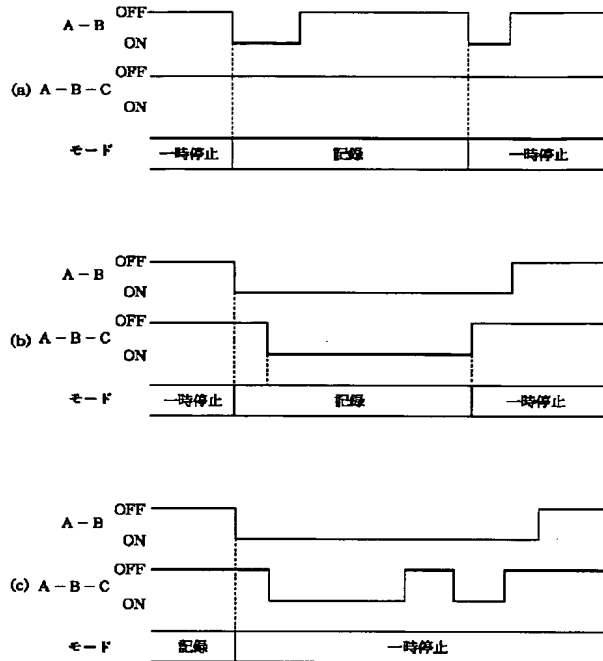 OFF
A－B
ON
OFF
(a) A－B－C
ON
モード 一時停止 記録 一時停止
OFF
A－B
ON
OFF
(b) A－B－C
ON
モード 一時停止 記録 一時停止
OFF
A－B
ON
OFF
(c) A－B－C
ON
モード 記録 一時停止